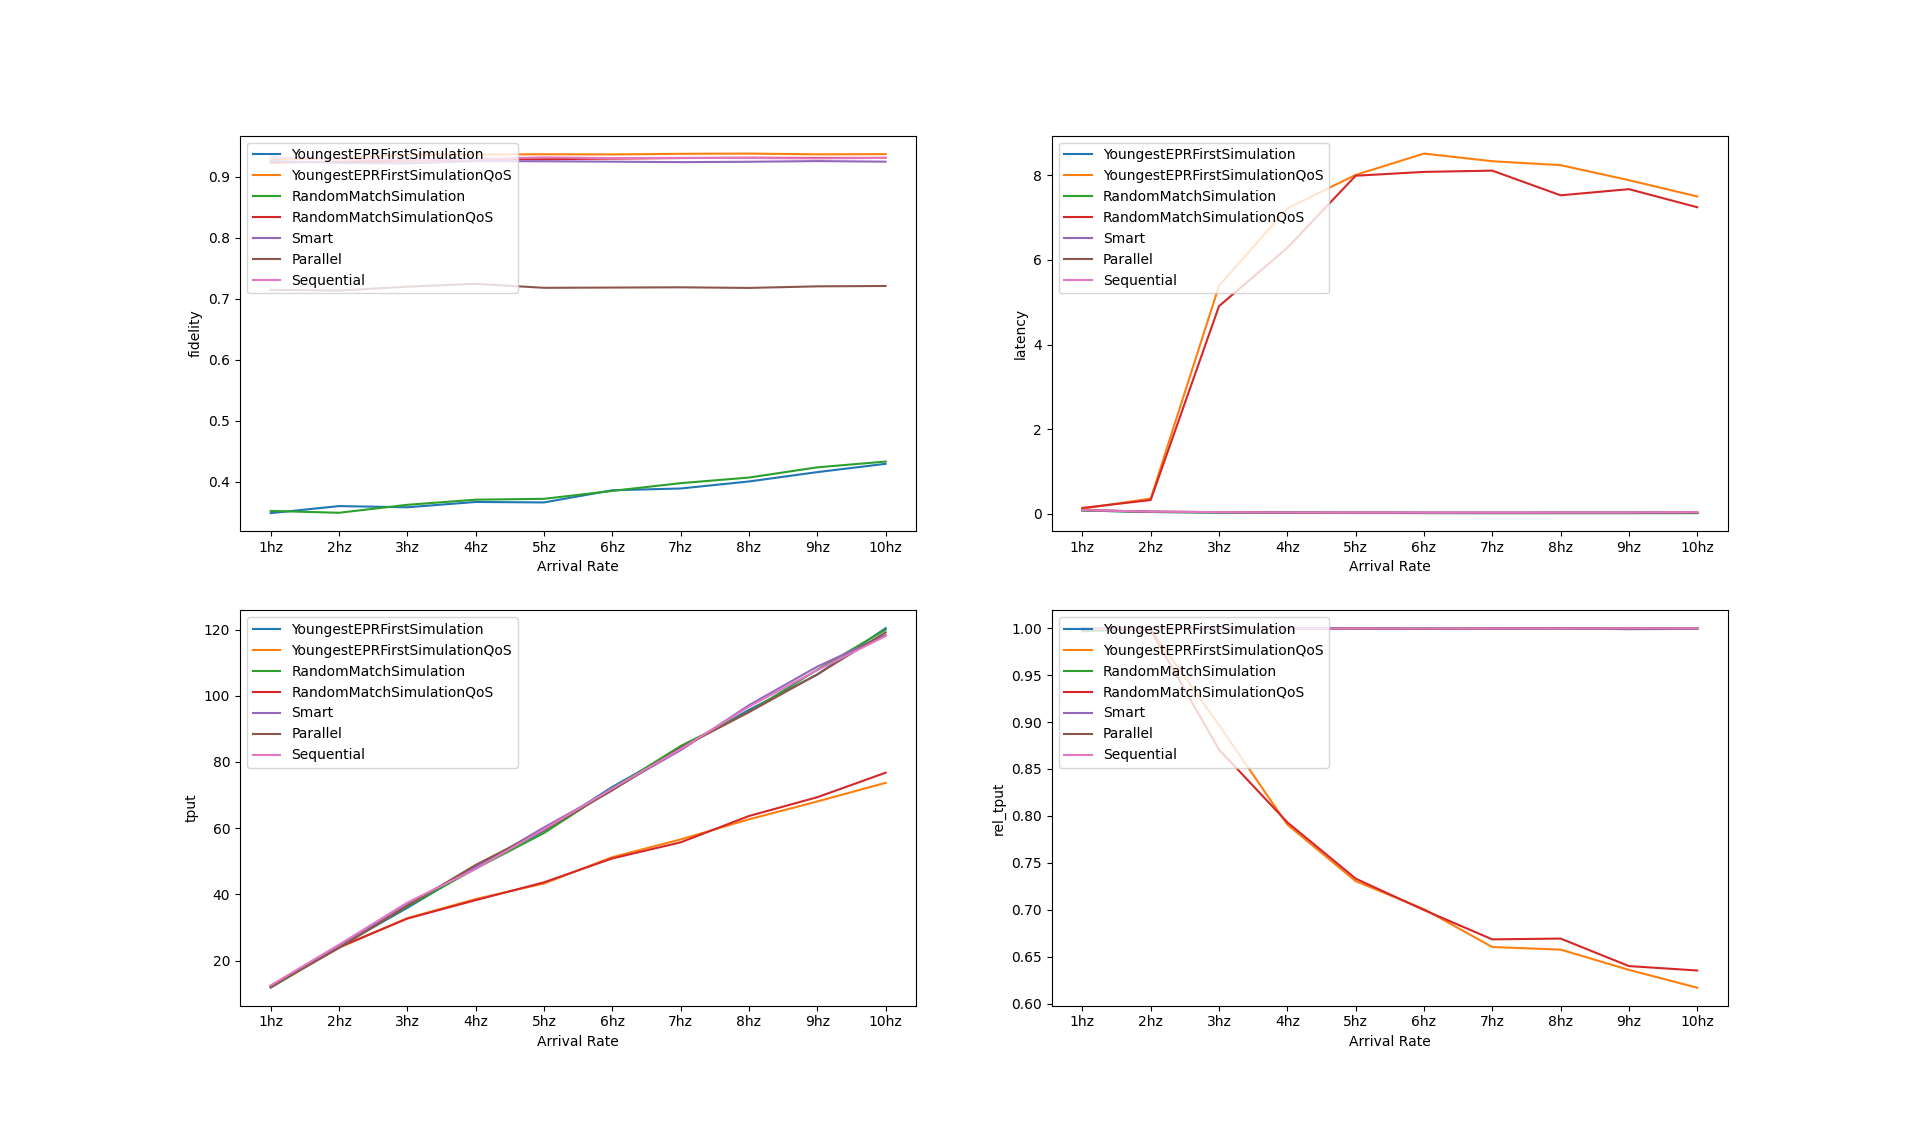 YoungestEPRFirstSimulation
YoungestEPRFirstSimulationQoS
RandomMatchSimulation
RandomMatchSimulationQoS
Smart
Parallel
Sequential
0.9
0.8
0.7
0.6
0.5
0.4
fidelity
1hz 2hz 3hz 4hz 5hz 6hz 7hz 8hz 9hz 10hz
Arrival Rate
YoungestEPRFirstSimulation
YoungestEPRFirstSimulationQoS
RandomMatchSimulation
RandomMatchSimulationQoS
Smart
Parallel
Sequential
8
6
4
2
0
latency
1hz 2hz 3hz 4hz 5hz 6hz 7hz 8hz 9hz 10hz
Arrival Rate
YoungestEPRFirstSimulation
YoungestEPRFirstSimulationQoS
RandomMatchSimulation
RandomMatchSimulationQoS
Smart
Parallel
Sequential
120
100
80
60
40
20
tput
1hz 2hz 3hz 4hz 5hz 6hz 7hz 8hz 9hz 10hz
Arrival Rate
YoungestEPRFirstSimulation
YoungestEPRFirstSimulationQoS
RandomMatchSimulation
RandomMatchSimulationQoS
Smart
Parallel
Sequential
1.00
0.95
0.90
0.85
0.80
0.75
0.70
0.65
0.60
rel_tput
1hz 2hz 3hz 4hz 5hz 6hz 7hz 8hz 9hz 10hz
Arrival Rate